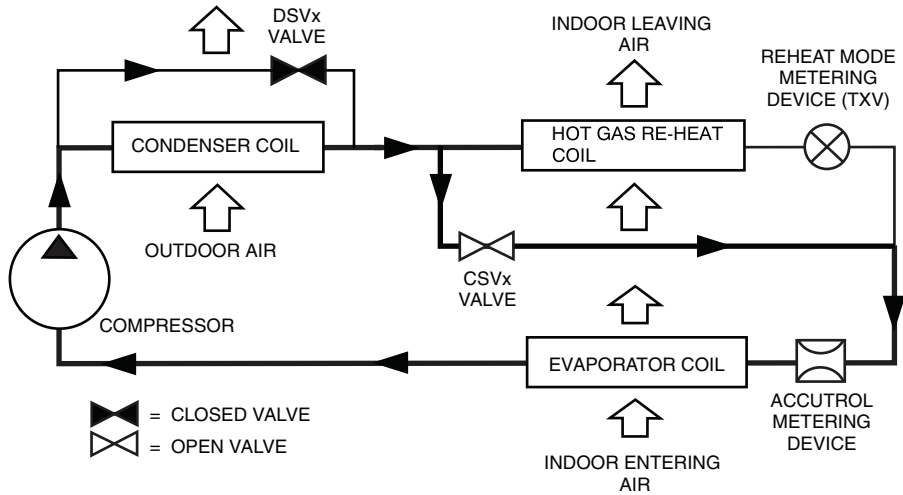 DSVx
VALVE
INDOOR LEAVING
AIR
REHEAT MODE
METERING
DEVICE (TXV)
CONDENSER COIL
HOT GAS RE-HEAT
COIL
OUTDOOR AIR
CSVx
VALVE
COMPRESSOR
EVAPORATOR COIL
ACCUTROL
METERING
DEVICE
= CLOSED VALVE
= OPEN VALVE
INDOOR ENTERING
AIR